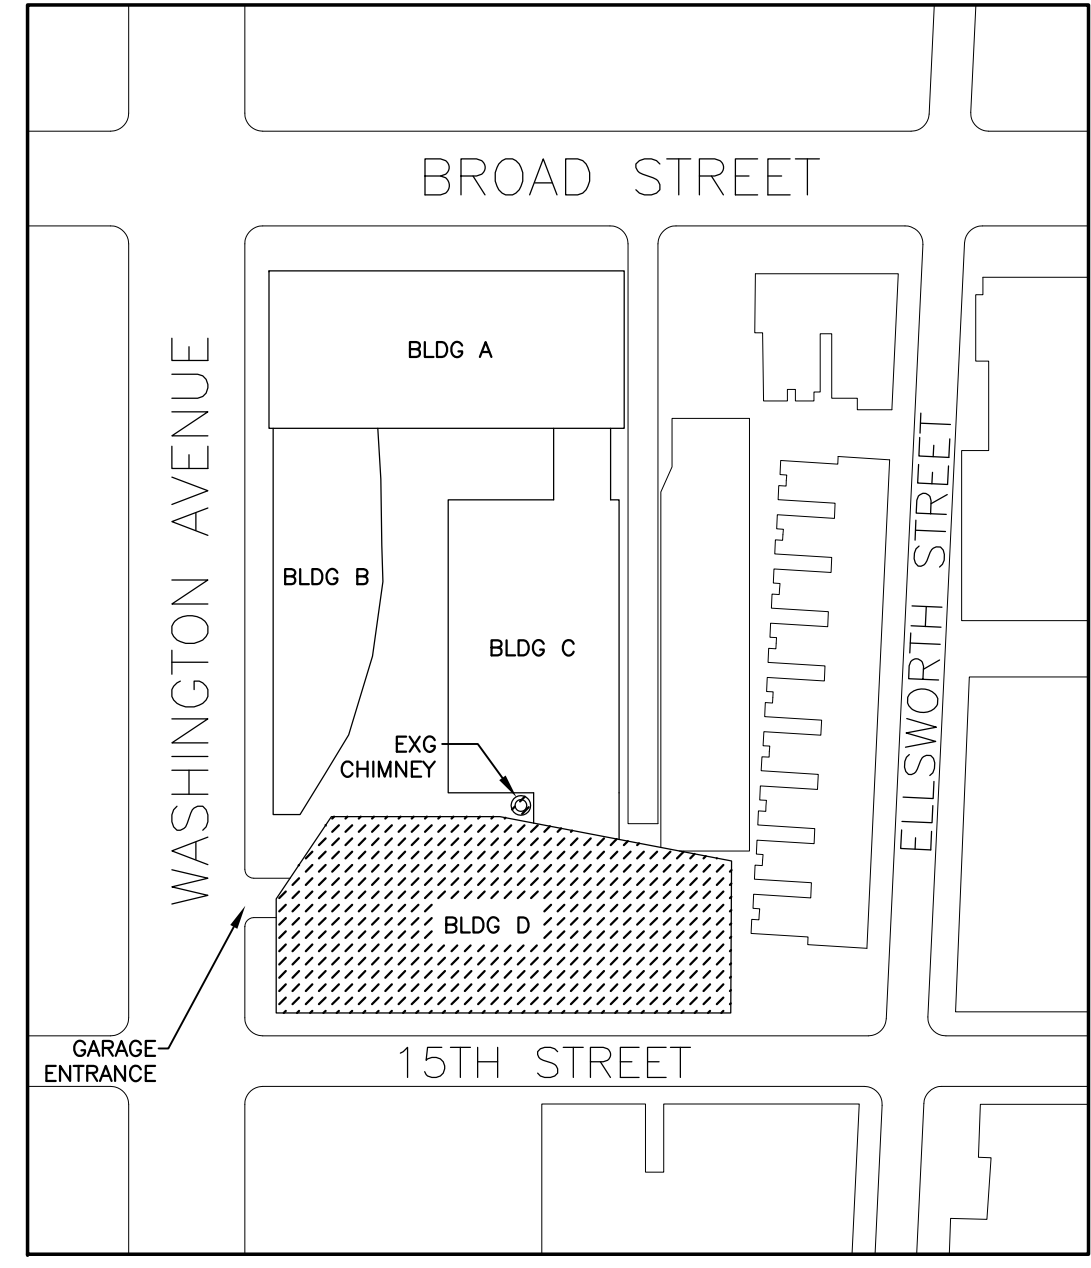 BROAD STREET
BLDG A
WASHINGTON AVENUE
BLDG B
BLDG C
ELLSWORTH STREET
EXG
CHIMNEY
BLDG D
GARAGE
ENTRANCE
15TH STREET